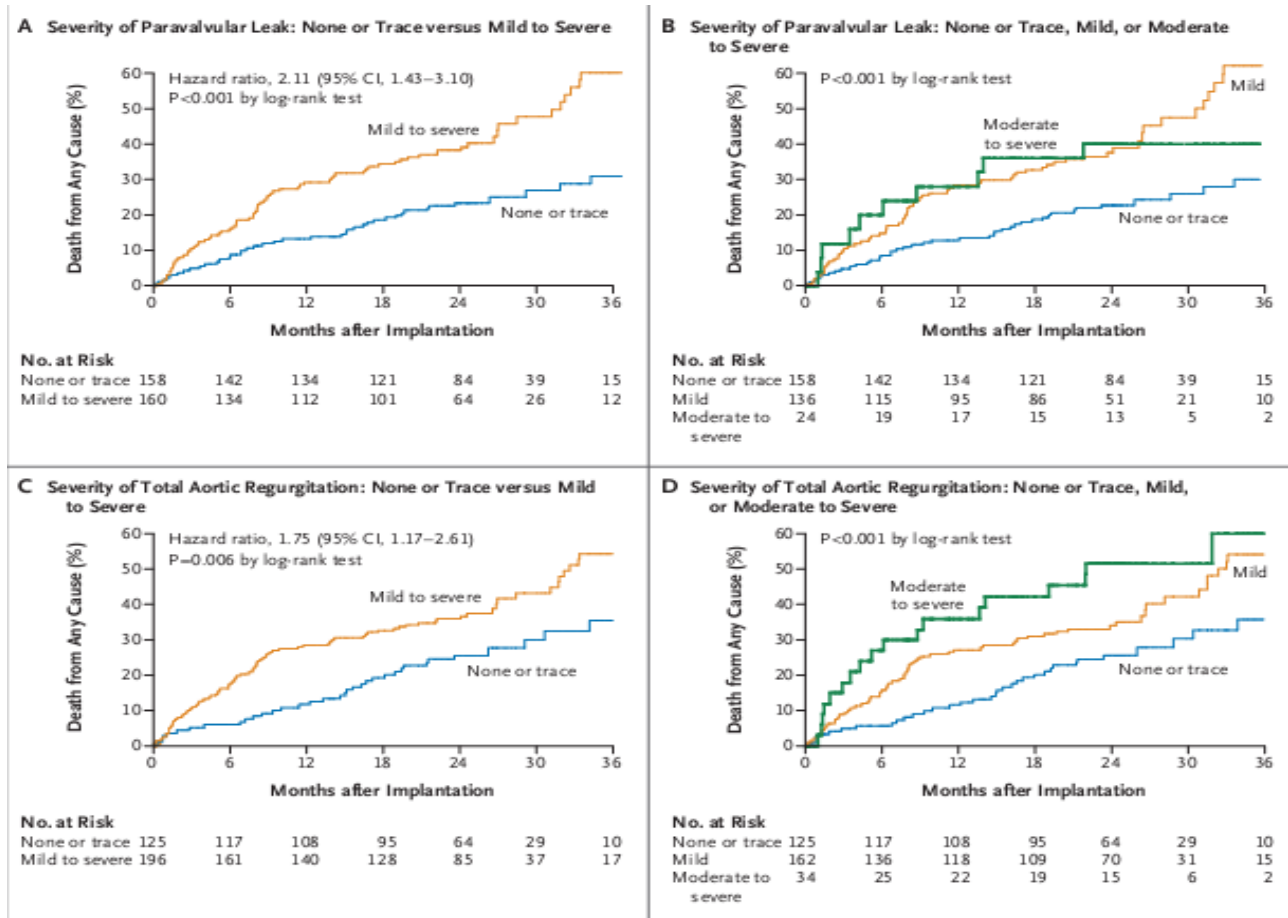 A Severity of Paravalvular Leak: None or Trace versus Mild to Severe
Death from Any Cause (%)
60
50
40
30
20
10
0
Hazard ratio, 2.11 (95% CI, 1.43–3.10)
P<0.001 by log-rank test
Mild to severe
None or trace
0 6 12 18 24 30 36
Months after Implantation
No. at Risk
None or trace 158 142 134 121 84 39 15
Mild to severe 160 134 112 101 64 26 12
B Severity of Paravalvular Leak: None or Trace, Mild, or Moderate
to Severe
Death from Any Cause (%)
60
50
40
30
20
10
0
P<0.001 by log-rank test
Mild
Moderate
to severe
None or trace
0 6 12 18 24 30 36
Months after Implantation
No. at Risk
None or trace 158 142 134 121 84 39 15
Mild 136 115 95 86 51 21 10
Moderate to 24 19 17 15 13 5 2
severe
C Severity of Total Aortic Regurgitation: None or Trace versus Mild
to Severe
Death from Any Cause (%)
60
50
40
30
20
10
0
Hazard ratio, 1.75 (95% CI, 1.17–2.61)
P=0.006 by log-rank test
Mild to severe
None or trace
0 6 12 18 24 30 36
Months after Implantation
No. at Risk
None or trace 125 117 108 95 64 29 10
Mild to severe 196 161 140 128 85 37 17
D Severity of Total Aortic Regurgitation: None or Trace, Mild,
or Moderate to Severe
Death from Any Cause (%)
60
50
40
30
20
10
0
P<0.001 by log-rank test
Moderate
to severe
Mild
None or trace
0 6 12 18 24 30 36
Months after Implantation
No. at Risk
None or trace 125 117 108 95 64 29 10
Mild 162 136 118 109 70 31 15
Moderate to 34 25 22 19 15 6 2
severe